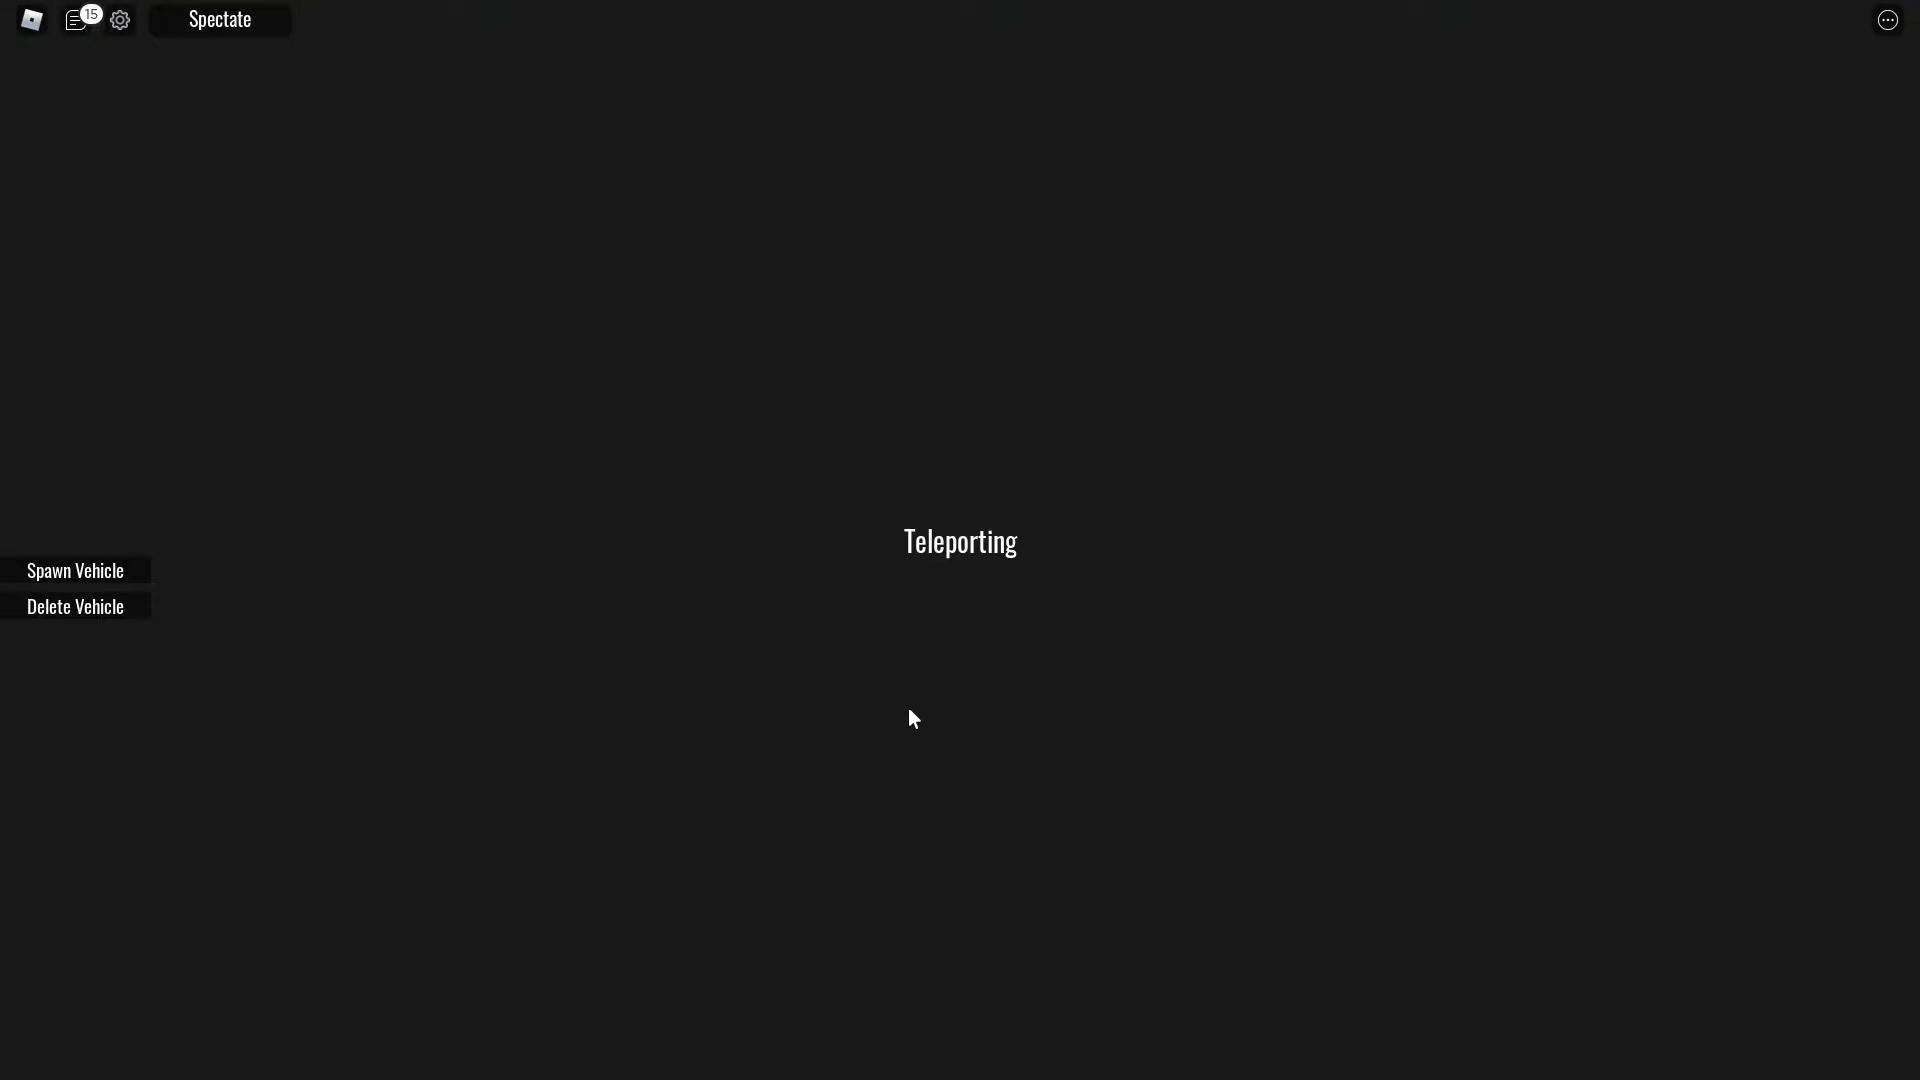 15
Spectate
Teleporting
Spawn Vehicle
Delete Vehicle